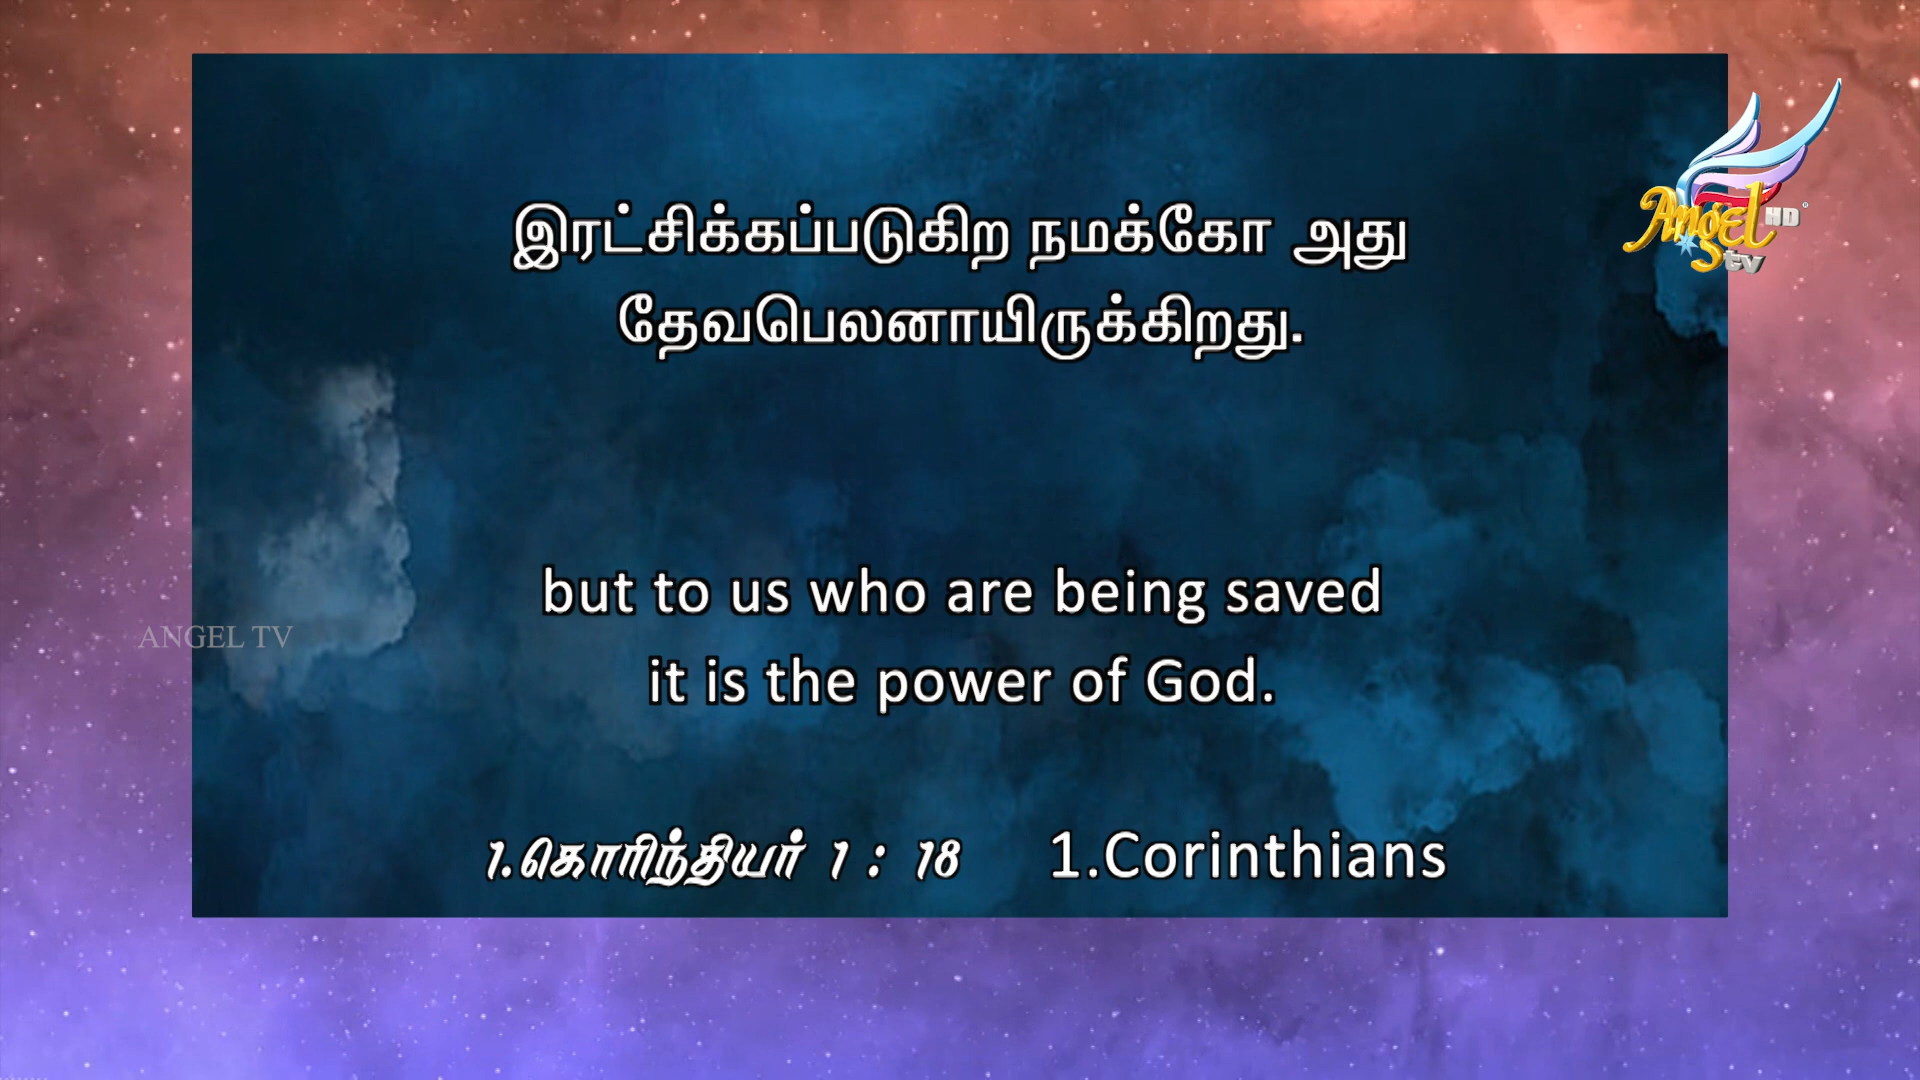 இரட்சிக்கப்படுகிற நமக்கோ அது
தேவபெலனாயிருக்கிறது.
Angel HD
tv
but to us who are being saved
ANGEL TV
it is the power of God.
1.கொரிந்தியர் 1 : 18 1.Corinthians